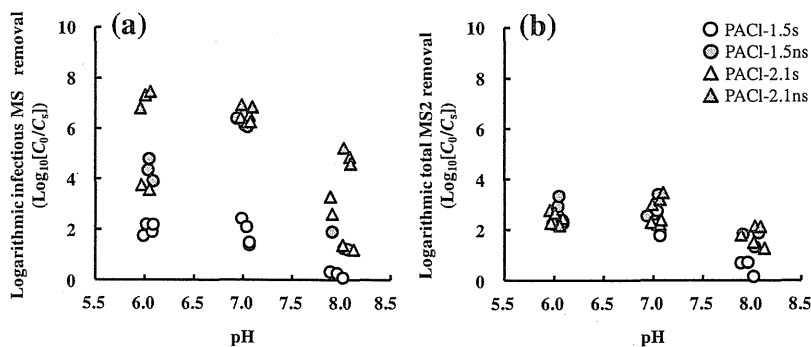 (a)
Logarithmic infectious MS removal
(Log10[C0/Cs])
10
8
6
4
2
0
5.5 6.0 6.5 7.0 7.5 8.0 8.5
pH
(b)
Logarithmic total MS2 removal
(Log10[C0/Cs])
10
8
6
4
2
0
5.5 6.0 6.5 7.0 7.5 8.0 8.5
pH
PACl-1.5s
PACl-1.5ns
PACl-2.1s
PACl-2.1ns